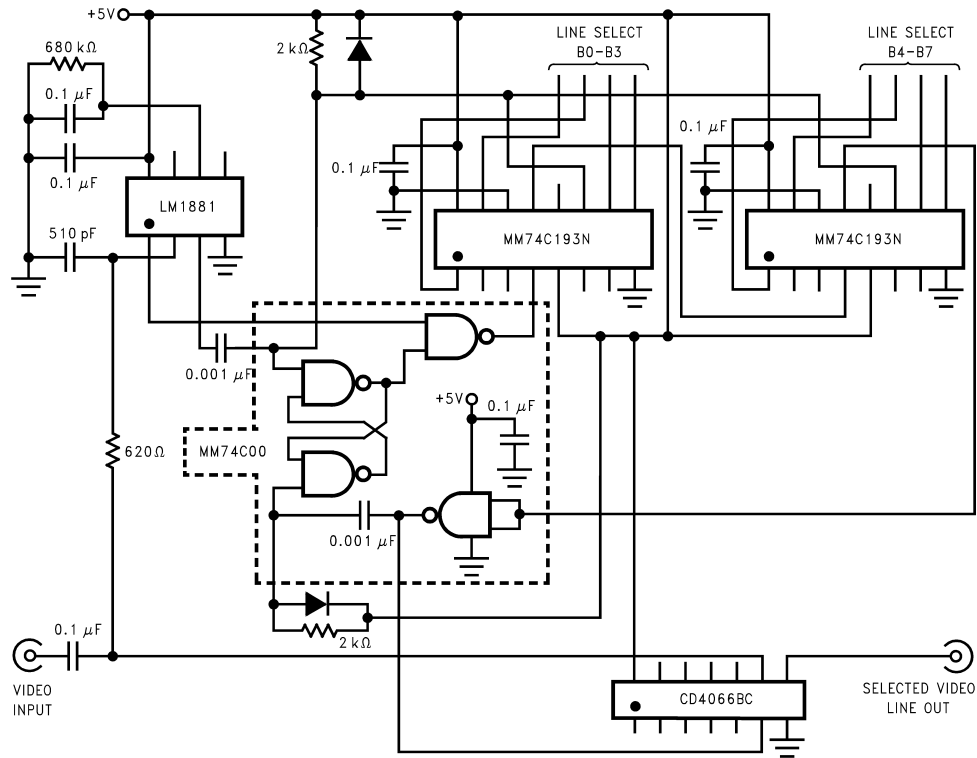 +5V
LINE SELECT
B0-B3
LINE SELECT
B4-B7
680 kΩ
2 kΩ
0.1 μF
0.1 μF
0.1 μF
0.1 μF
LM1881
510 pF
MM74C193N
MM74C193N
0.001 μF
+5V
0.1 μF
620Ω
MM74C00
0.001 μF
0.1 μF
2 kΩ
VIDEO
INPUT
CD4066BC
SELECTED VIDEO
LINE OUT